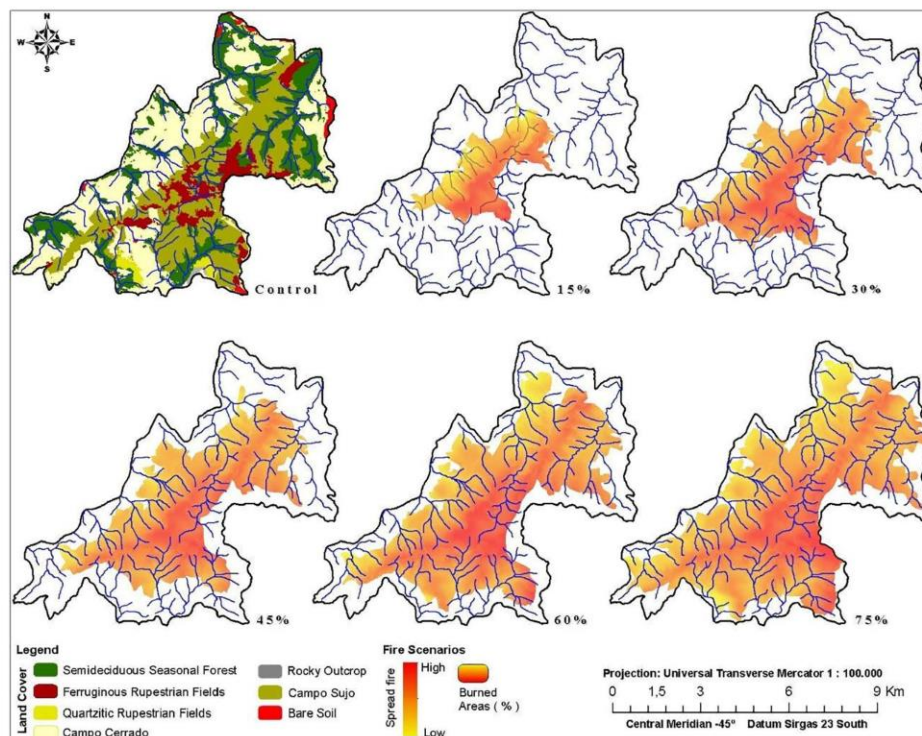 N
W E
S
Control
15%
30%
45%
60%
75%
Legend
Land Cover
Semideciduous Seasonal Forest
Ferruginous Rupestrian Fields
Quartzitic Rupestrian Fields
Campo Cerrado
Rocky Outcrop
Campo Sujo
Bare Soil
Fire Scenarios
Spread fire
High
Low
Burned
Areas ( % )
Projection: Universal Transverse Mercator 1 : 100.000
0 1,5 3 6 9 Km
Central Meridian -45º Datum Sirgas 23 South